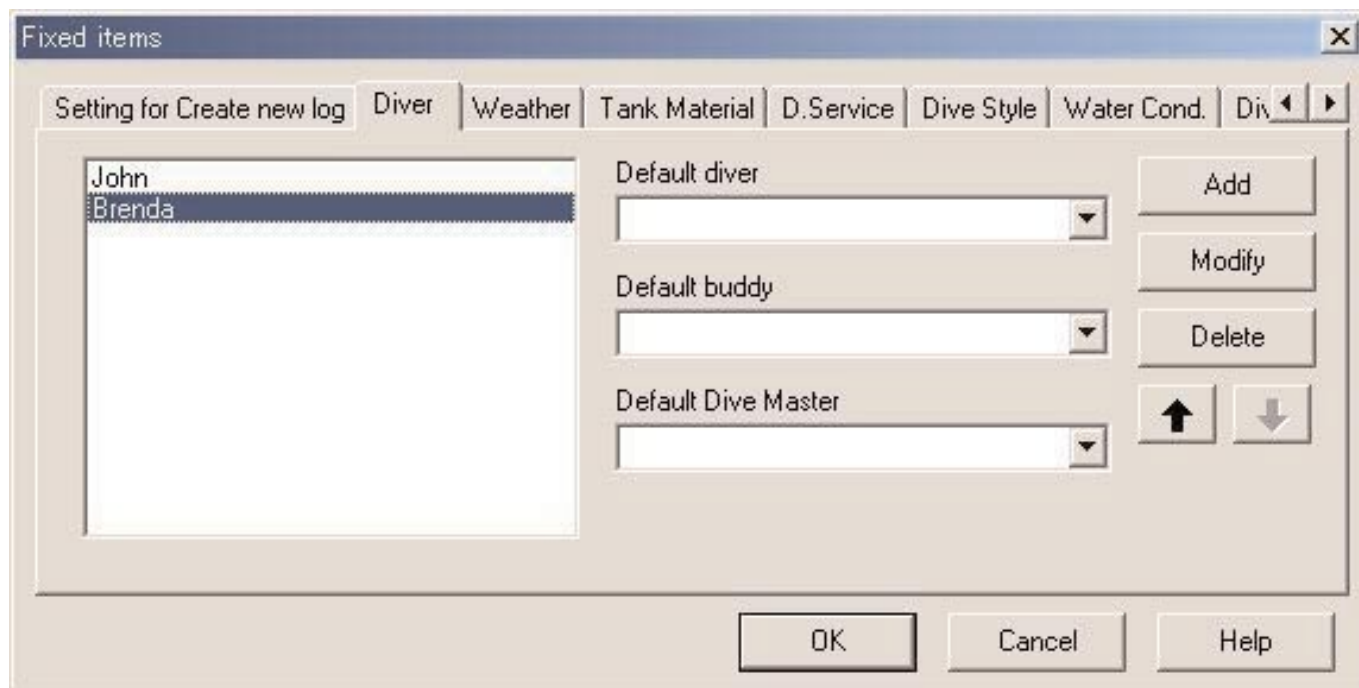 Fixed items
Setting for Create new log Diver Weather Tank Material D.Service Dive Style Water Cond. Div
John
Brenda
Default diver
Default buddy
Default Dive Master
Add
Modify
Delete
OK Cancel Help